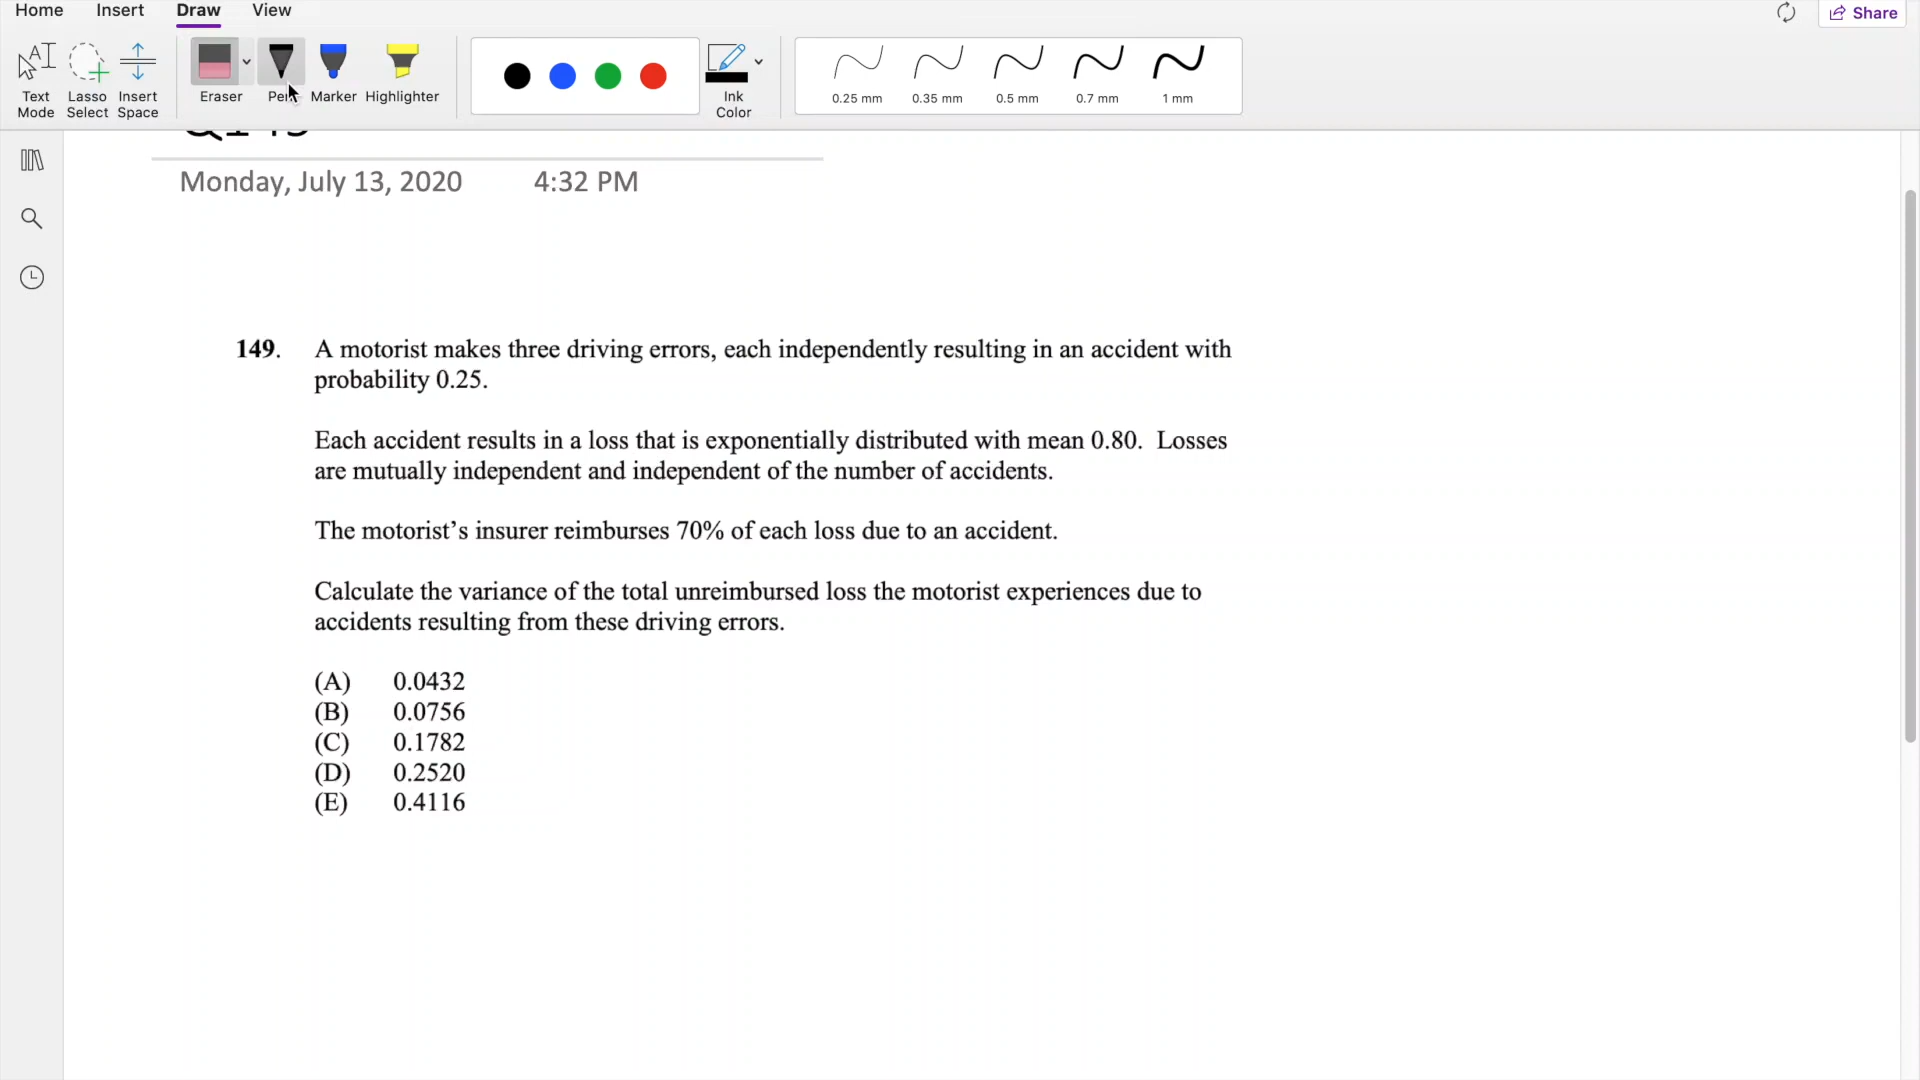 Home Insert Draw View
Share
Text Mode
Lasso Select
Insert Space
Eraser
Pen
Marker
Highlighter
Ink Color
0.25 mm 0.35 mm 0.5 mm 0.7 mm 1 mm
Monday, July 13, 2020 4:32 PM
149. A motorist makes three driving errors, each independently resulting in an accident with
probability 0.25.
Each accident results in a loss that is exponentially distributed with mean 0.80. Losses
are mutually independent and independent of the number of accidents.
The motorist’s insurer reimburses 70% of each loss due to an accident.
Calculate the variance of the total unreimbursed loss the motorist experiences due to
accidents resulting from these driving errors.
(A) 0.0432
(B) 0.0756
(C) 0.1782
(D) 0.2520
(E) 0.4116